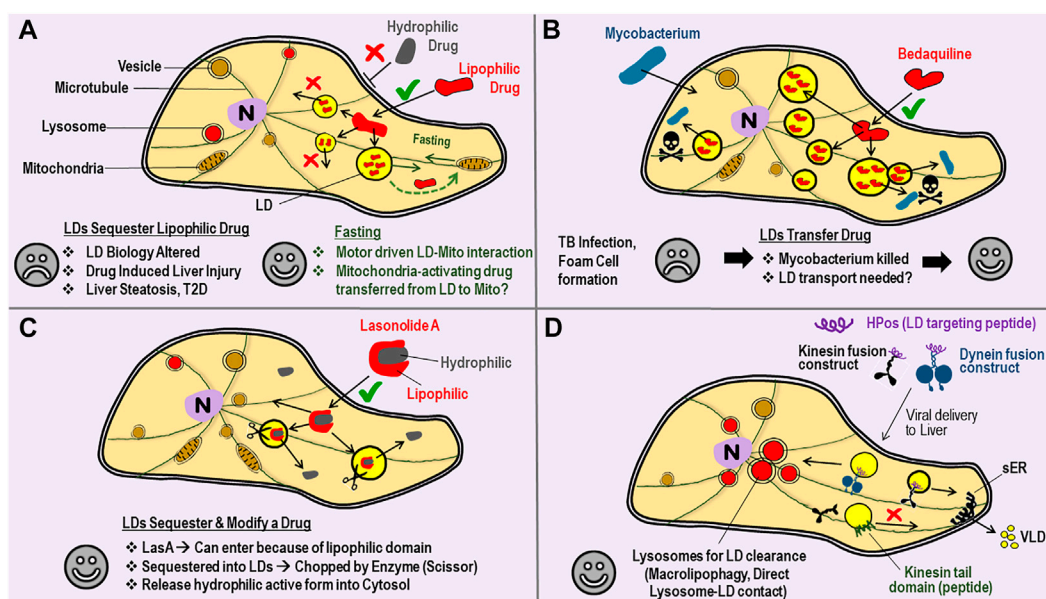 A
Hydrophilic
Drug
Lipophilic
Drug
Vesicle
Microtubule
Lysosome
Mitochondria
N
Fasting
LD
LDs Sequester Lipophilic Drug
❖ LD Biology Altered
❖ Drug Induced Liver Injury
❖ Liver Steatosis, T2D
Fasting
❖ Motor driven LD-Mito interaction
❖ Mitochondria-activating drug
transferred from LD to Mito?
B
Mycobacterium
Bedaquiline
N
TB Infection,
Foam Cell
formation
LDs Transfer Drug
❖ Mycobacterium killed
❖ LD transport needed?
C
Lasonolide A
Hydrophilic
Lipophilic
N
LDs Sequester & Modify a Drug
❖ LasA → Can enter because of lipophilic domain
❖ Sequestered into LDs → Chopped by Enzyme (Scissor)
❖ Release hydrophilic active form into Cytosol
D
HPos (LD targeting peptide)
Kinesin fusion
construct
Dynein fusion
construct
Viral delivery
to Liver
N
sER
VLD
Lysosomes for LD clearance
(Macrolipophagy, Direct
Lysosome-LD contact)
Kinesin tail
domain (peptide)